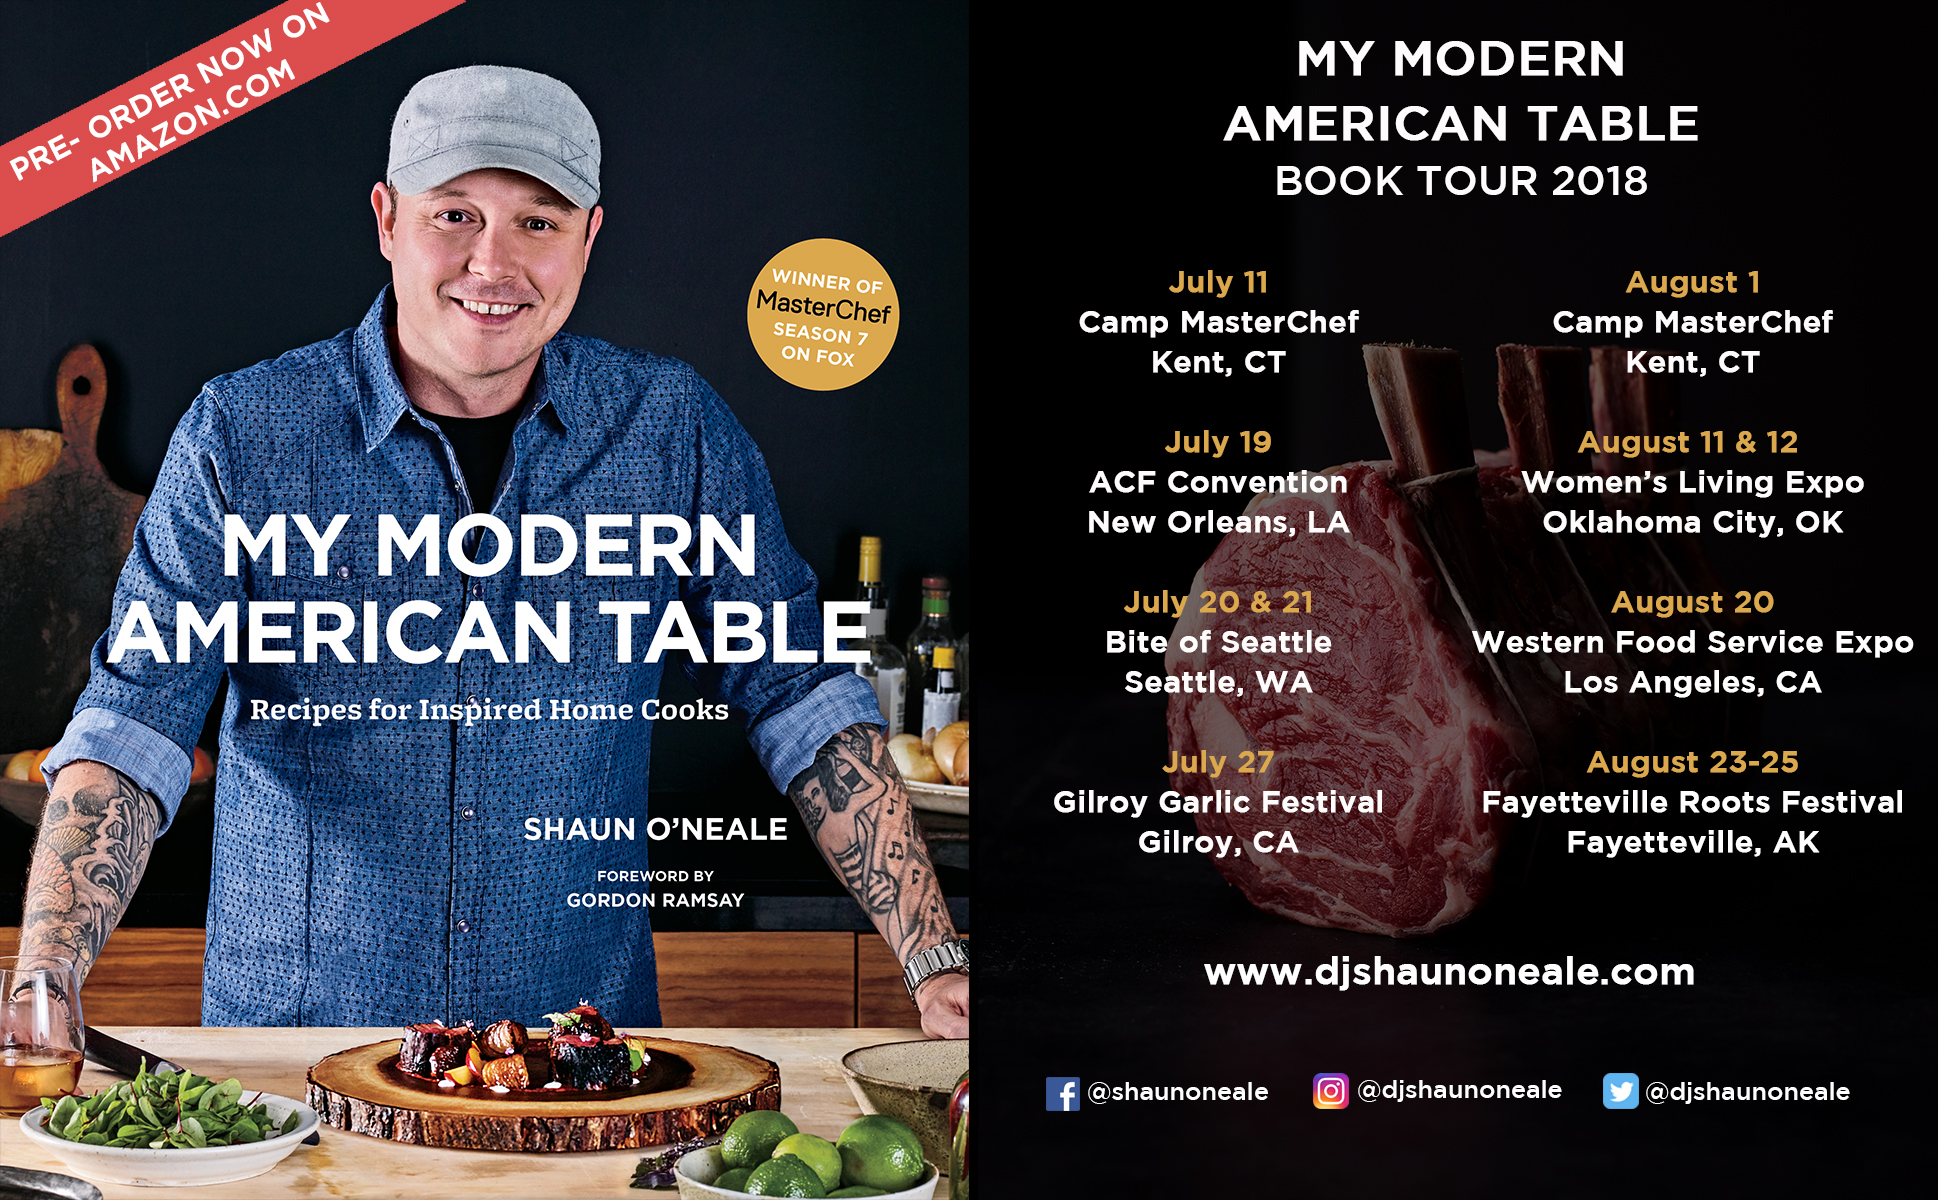 PRE- ORDER NOW ON
AMAZON.COM
WINNER OF
MasterChef
SEASON 7
ON FOX
MY MODERN
AMERICAN TABLE
Recipes for Inspired Home Cooks
SHAUN O'NEALE
FOREWORD BY
GORDON RAMSAY
MY MODERN
AMERICAN TABLE
BOOK TOUR 2018
July 11
Camp MasterChef
Kent, CT
July 19
ACF Convention
New Orleans, LA
July 20 & 21
Bite of Seattle
Seattle, WA
July 27
Gilroy Garlic Festival
Gilroy, CA
August 1
Camp MasterChef
Kent, CT
August 11 & 12
Women's Living Expo
Oklahoma City, OK
August 20
Western Food Service Expo
Los Angeles, CA
August 23-25
Fayetteville Roots Festival
Fayetteville, AK
www.djshaunoneale.com
@shaunoneale
@djshaunoneale
@djshaunoneale